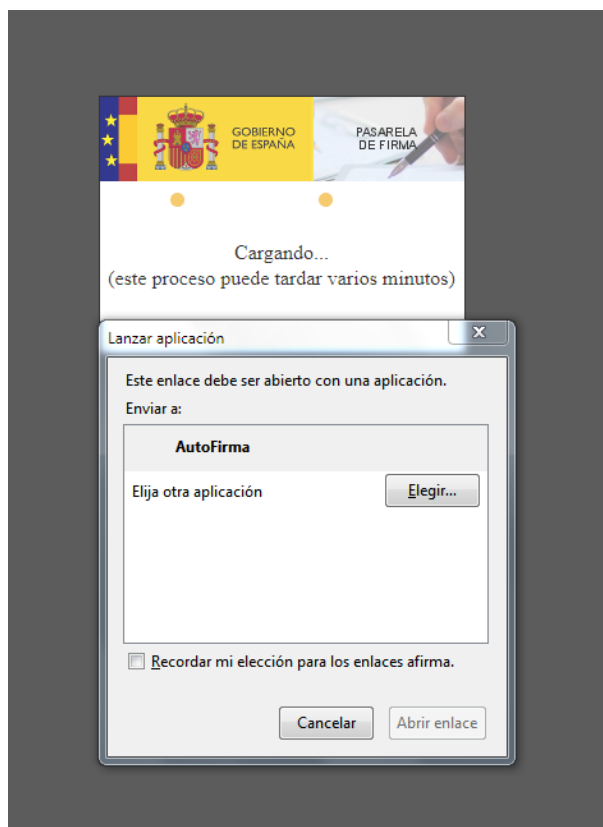 GOBIERNO
DE ESPAÑA
PASARELA
DE FIRMA
Cargando...
(este proceso puede tardar varios minutos)
Lanzar aplicación
Este enlace debe ser abierto con una aplicación.
Enviar a:
AutoFirma
Elija otra aplicación
Elegir...
Recordar mi elección para los enlaces afirma.
Cancelar
Abrir enlace